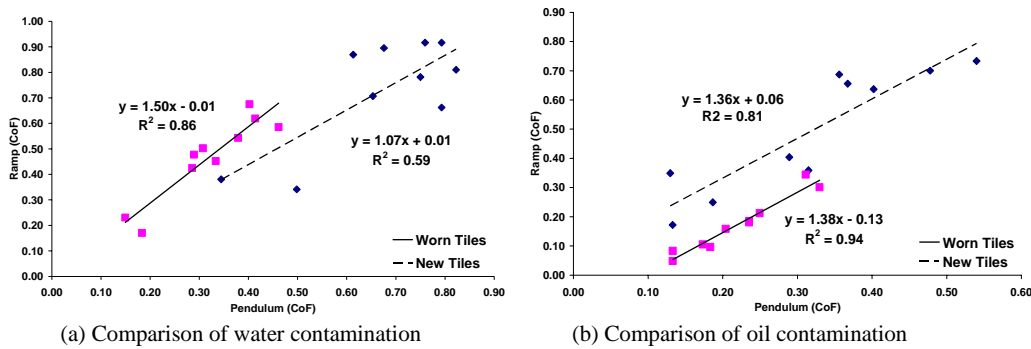 1.00
0.90
0.80
0.70
0.60
0.50
0.40
0.30
0.20
0.10
0.00
Ramp (CoF)
y = 1.50x - 0.01
R² = 0.86
y = 1.07x + 0.01
R² = 0.59
Worn Tiles
New Tiles
0.00 0.10 0.20 0.30 0.40 0.50 0.60 0.70 0.80 0.90
Pendulum (CoF)
(a) Comparison of water contamination
0.90
0.80
0.70
0.60
0.50
0.40
0.30
0.20
0.10
0.00
Ramp (CoF)
y = 1.36x + 0.06
R2 = 0.81
y = 1.38x - 0.13
R² = 0.94
Worn Tiles
New Tiles
0.00 0.10 0.20 0.30 0.40 0.50 0.60
Pendulum (CoF)
(b) Comparison of oil contamination